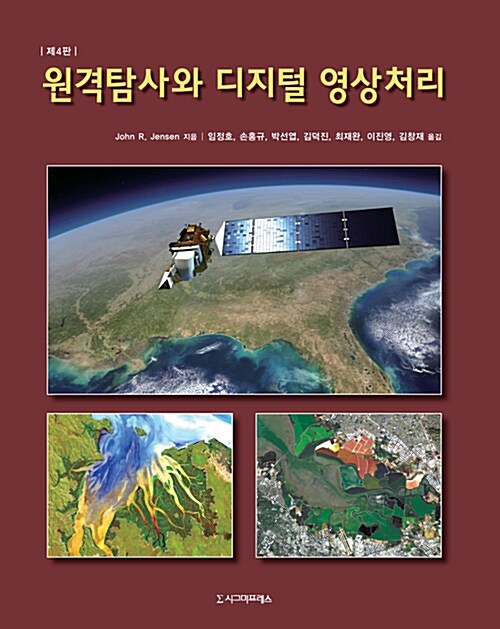 | 제4판 |
원격탐사와 디지털 영상처리
John R. Jensen 지음 | 임정호, 손홍규, 박선엽, 김덕진, 최재완, 이진영, 김창재 옮김
Σ 시그마프레스